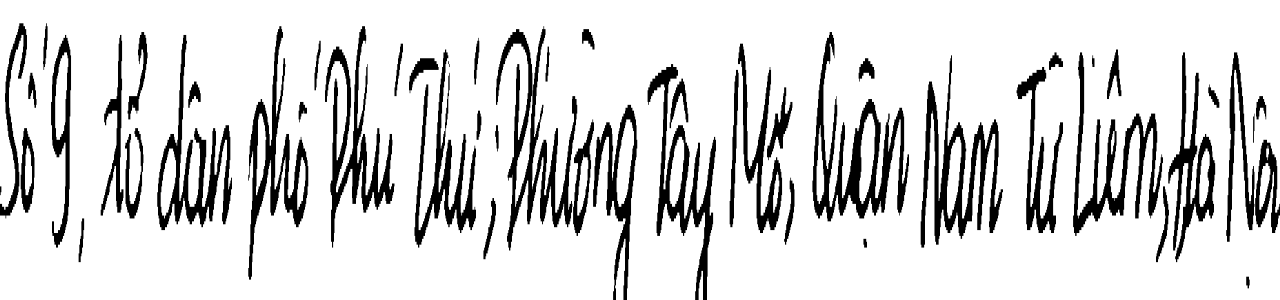 Số 9, tổ dân phố Phú Thứ, Phường Tây Mỗ, Quận Nam Từ Liêm, Hà Nội